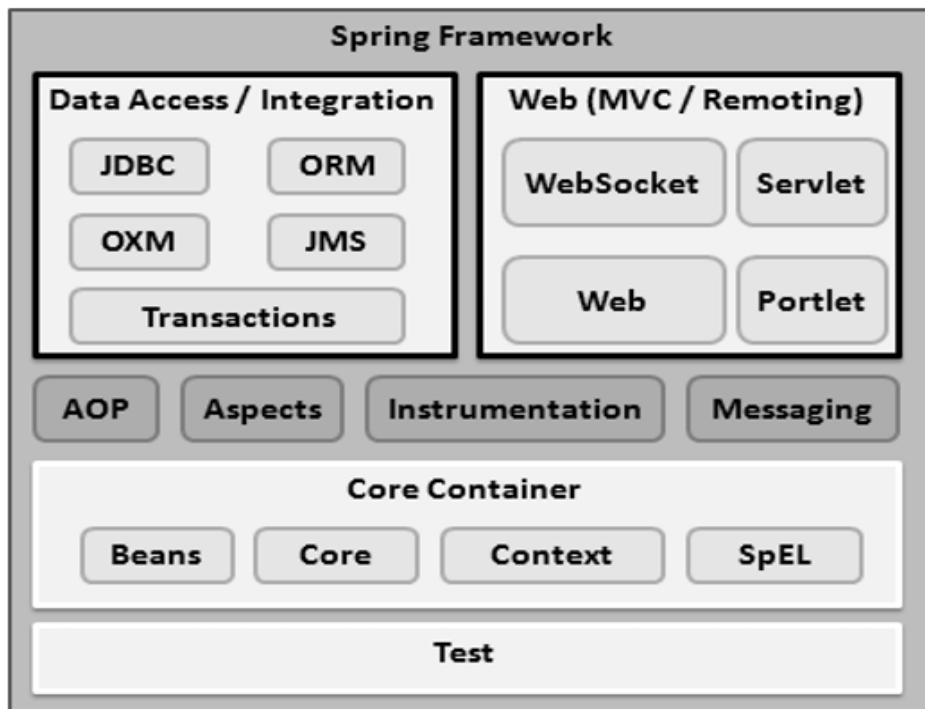 Spring Framework
Data Access / Integration
JDBC
ORM
OXM
JMS
Transactions
Web (MVC / Remoting)
WebSocket
Servlet
Web
Portlet
AOP
Aspects
Instrumentation
Messaging
Core Container
Beans
Core
Context
SpEL
Test